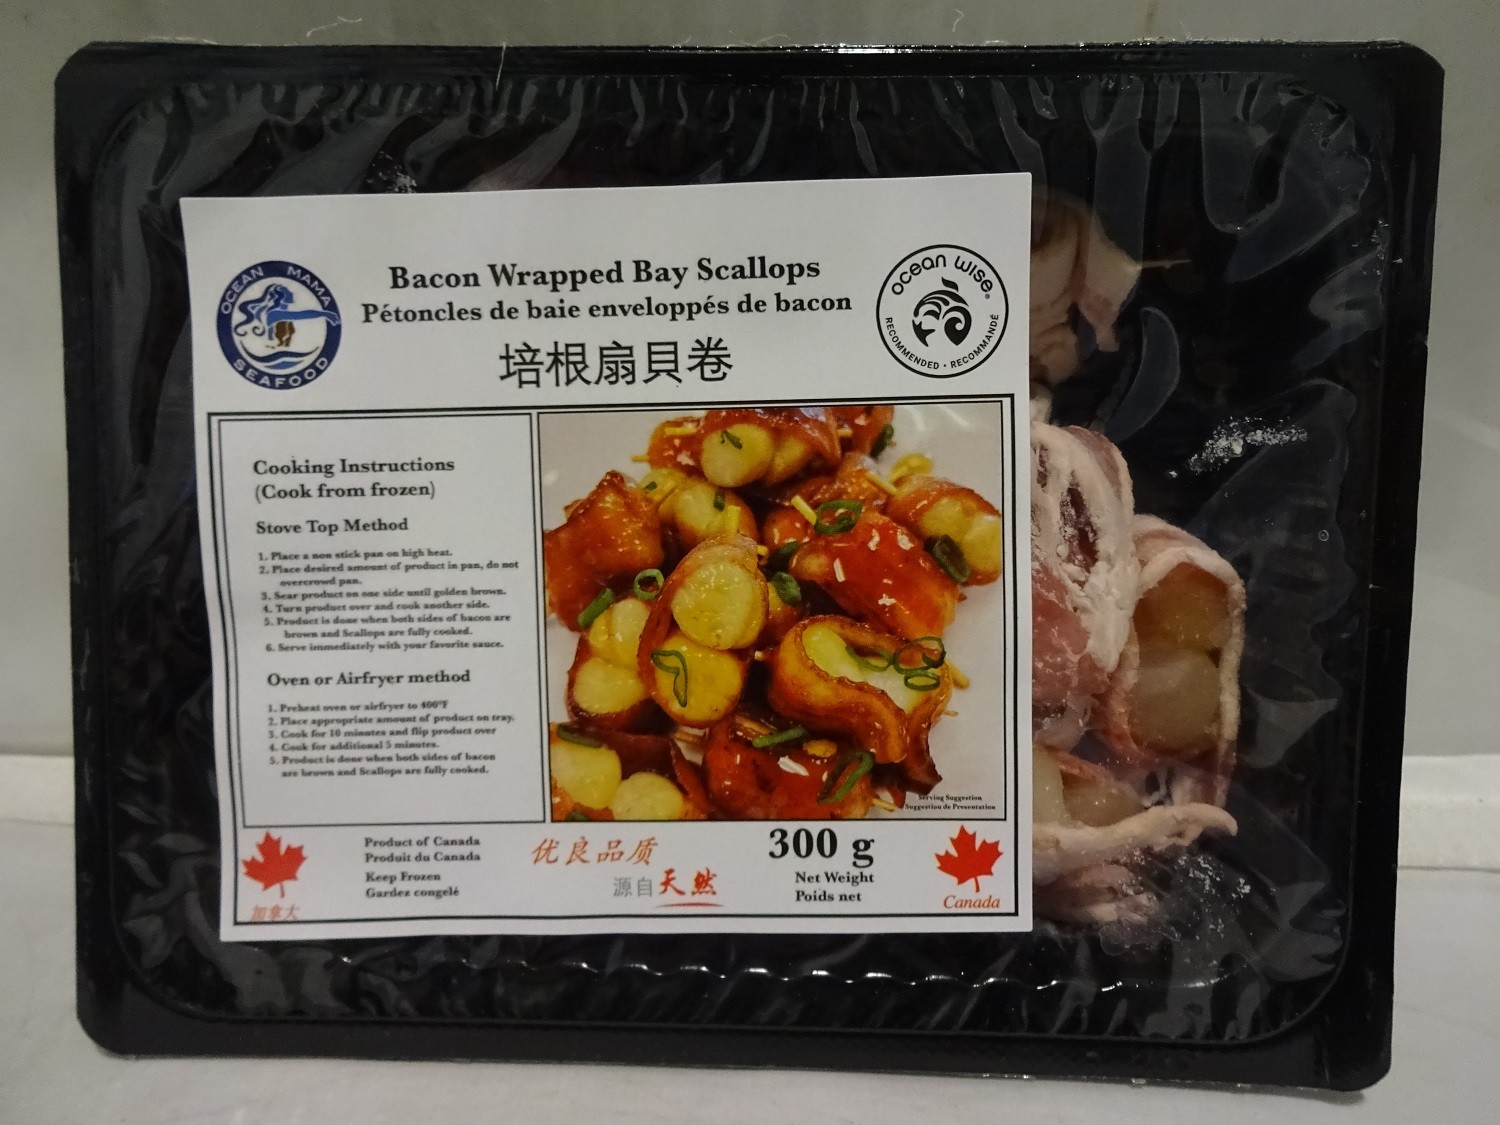 OCEAN MAMA
SEAFOOD
Bacon Wrapped Bay Scallops
Pétoncles de baie enveloppés de bacon
培根扇貝卷
ocean wise®
RECOMMENDED • RECOMMANDÉ
Cooking Instructions
(Cook from frozen)
Stove Top Method
1. Place a non stick pan on high heat.
2. Place desired amount of product in pan, do not
overcrowd pan.
3. Sear product on one side until golden brown.
4. Turn product over and cook another side.
5. Product is done when both sides of bacon are
brown and Scallops are fully cooked.
6. Serve immediately with your favorite sauce.
Oven or Airfryer method
1. Preheat oven or airfryer to 400°F
2. Place appropriate amount of product on tray.
3. Cook for 10 minutes and flip product over
4. Cook for additional 5 minutes.
5. Product is done when both sides of bacon
are brown and Scallops are fully cooked.
Serving Suggestion
Suggestion de Presentation
加拿大
Product of Canada
Produit du Canada
Keep Frozen
Gardez congelé
优良品质
源自天然
300 g
Net Weight
Poids net
Canada